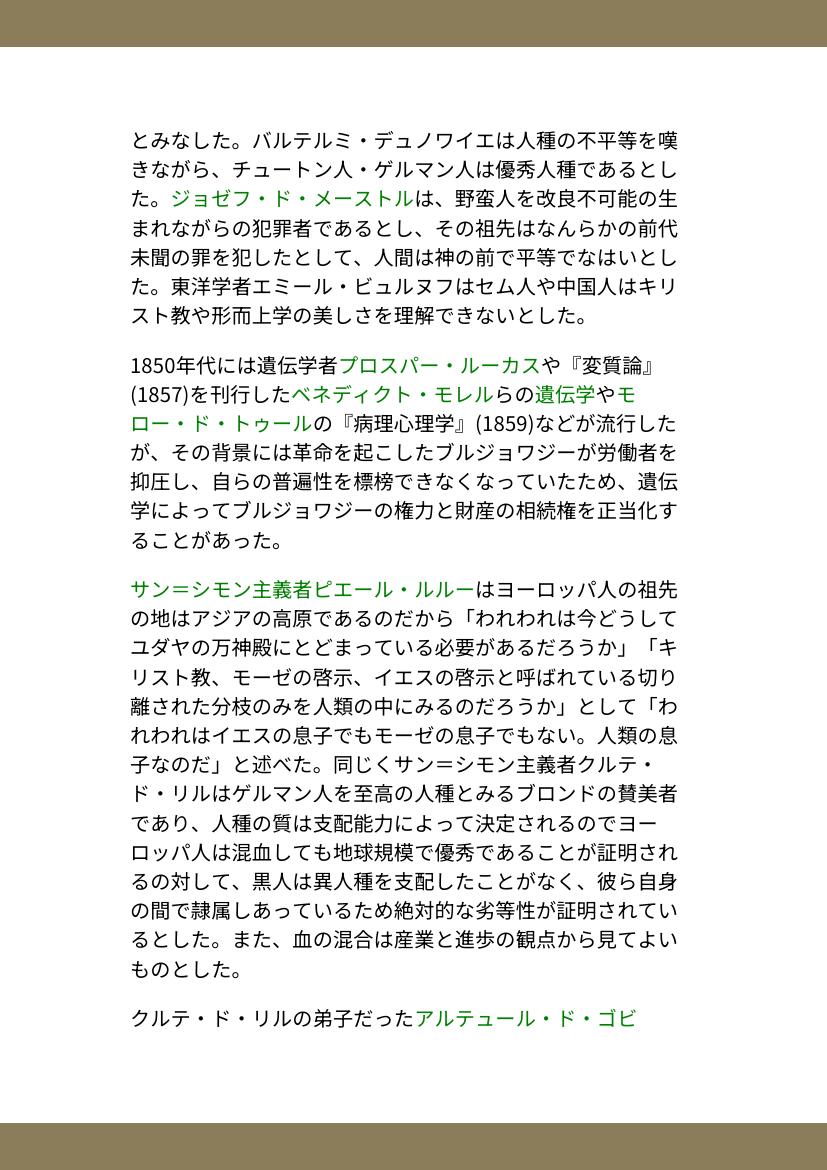 とみなした。バルテルミ・デュノワイエは人種の不平等を嘆
きながら、チュートン人・ゲルマン人は優秀人種であるとし
た。ジョゼフ・ド・メーストルは、野蛮人を改良不可能の生
まれながらの犯罪者であるとし、その祖先はなんらかの前代
未聞の罪を犯したとして、人間は神の前で平等でなはいとし
た。東洋学者エミール・ビュルヌフはセム人や中国人はキリ
スト教や形而上学の美しさを理解できないとした。
1850年代には遺伝学者プロスパー・ルーカスや『変質論』
(1857)を刊行したベネディクト・モレルらの遺伝学やモ
ロー・ド・トゥールの『病理心理学』(1859)などが流行した
が、その背景には革命を起こしたブルジョワジーが労働者を
抑圧し、自らの普遍性を標榜できなくなっていたため、遺伝
学によってブルジョワジーの権力と財産の相続権を正当化す
ることがあった。
サン＝シモン主義者ピエール・ルルーはヨーロッパ人の祖先
の地はアジアの高原であるのだから「われわれは今どうして
ユダヤの万神殿にとどまっている必要があるだろうか」「キ
リスト教、モーゼの啓示、イエスの啓示と呼ばれている切り
離された分枝のみを人類の中にみるのだろうか」として「わ
れわれはイエスの息子でもモーゼの息子でもない。人類の息
子なのだ」と述べた。同じくサン＝シモン主義者クルテ・
ド・リルはゲルマン人を至高の人種とみるブロンドの賛美者
であり、人種の質は支配能力によって決定されるのでヨー
ロッパ人は混血しても地球規模で優秀であることが証明され
るの対して、黒人は異人種を支配したことがなく、彼ら自身
の間で隷属しあっているため絶対的な劣等性が証明されてい
るとした。また、血の混合は産業と進歩の観点から見てよい
ものとした。
クルテ・ド・リルの弟子だったアルテュール・ド・ゴビ